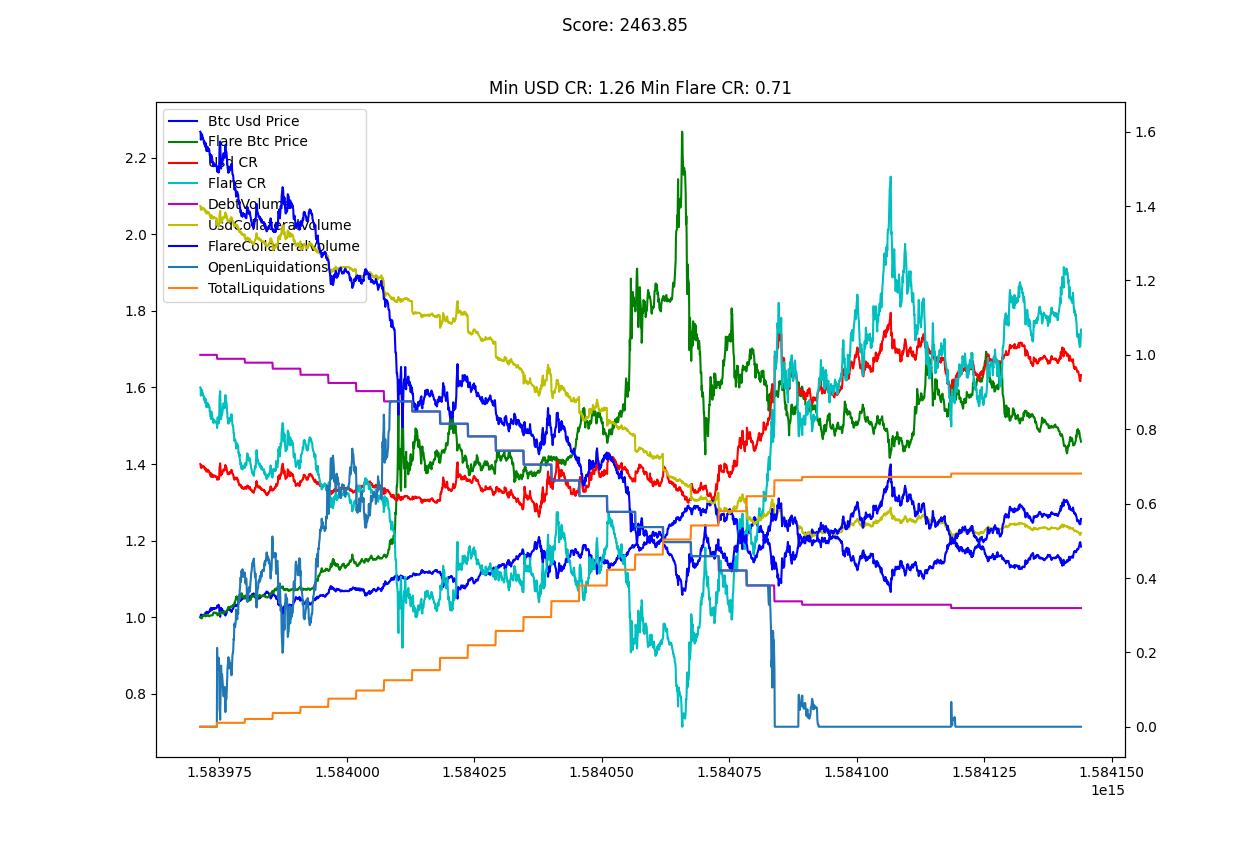 Score: 2463.85
Min USD CR: 1.26 Min Flare CR: 0.71
Btc Usd Price
Flare Btc Price
Usd CR
Flare CR
DebtVolume
UsdCollateralVolume
FlareCollateralVolume
OpenLiquidations
TotalLiquidations
2.2
2.0
1.8
1.6
1.4
1.2
1.0
0.8
1.6
1.4
1.2
1.0
0.8
0.6
0.4
0.2
0.0
1.583975 1.584000 1.584025 1.584050 1.584075 1.584100 1.584125 1.584150
1e15